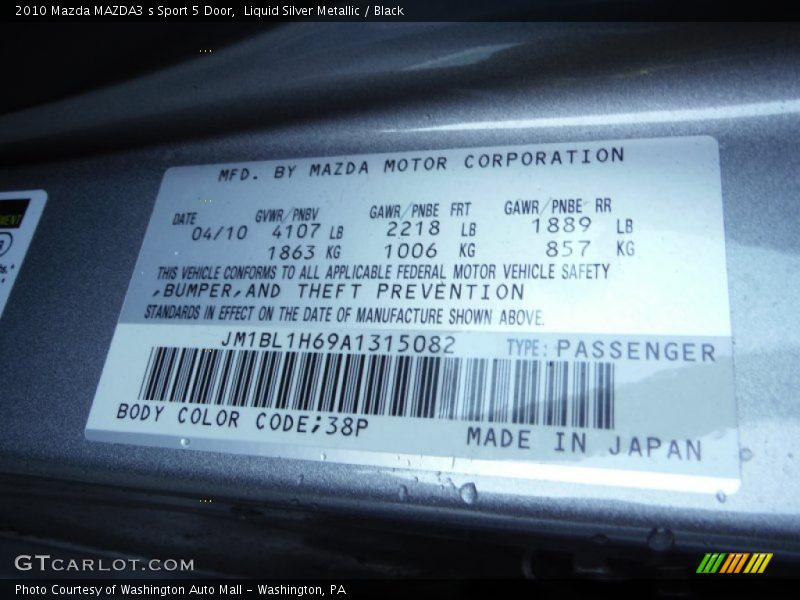 2010 Mazda MAZDA3 s Sport 5 Door, Liquid Silver Metallic / Black
MFD. BY MAZDA MOTOR CORPORATION
DATE GVWR/PNBV GAWR/PNBE FRT GAWR/PNBE RR
04/10 4107 LB 2218 LB 1889 LB
1863 KG 1006 KG 857 KG
THIS VEHICLE CONFORMS TO ALL APPLICABLE FEDERAL MOTOR VEHICLE SAFETY
,BUMPER,AND THEFT PREVENTION
STANDARDS IN EFFECT ON THE DATE OF MANUFACTURE SHOWN ABOVE.
JM1BL1H69A1315082 TYPE: PASSENGER
BODY COLOR CODE;38P
MADE IN JAPAN
GTCARLOT.COM
Photo Courtesy of Washington Auto Mall - Washington, PA